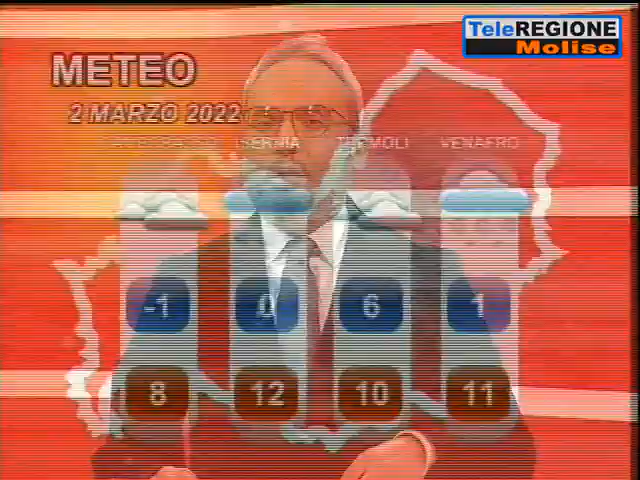 TeleREGIONE
Molise
METEO
2 MARZO 2022
ISERNIA TERMOLI VENAFRO
-1 0 6 1
8 12 10 11